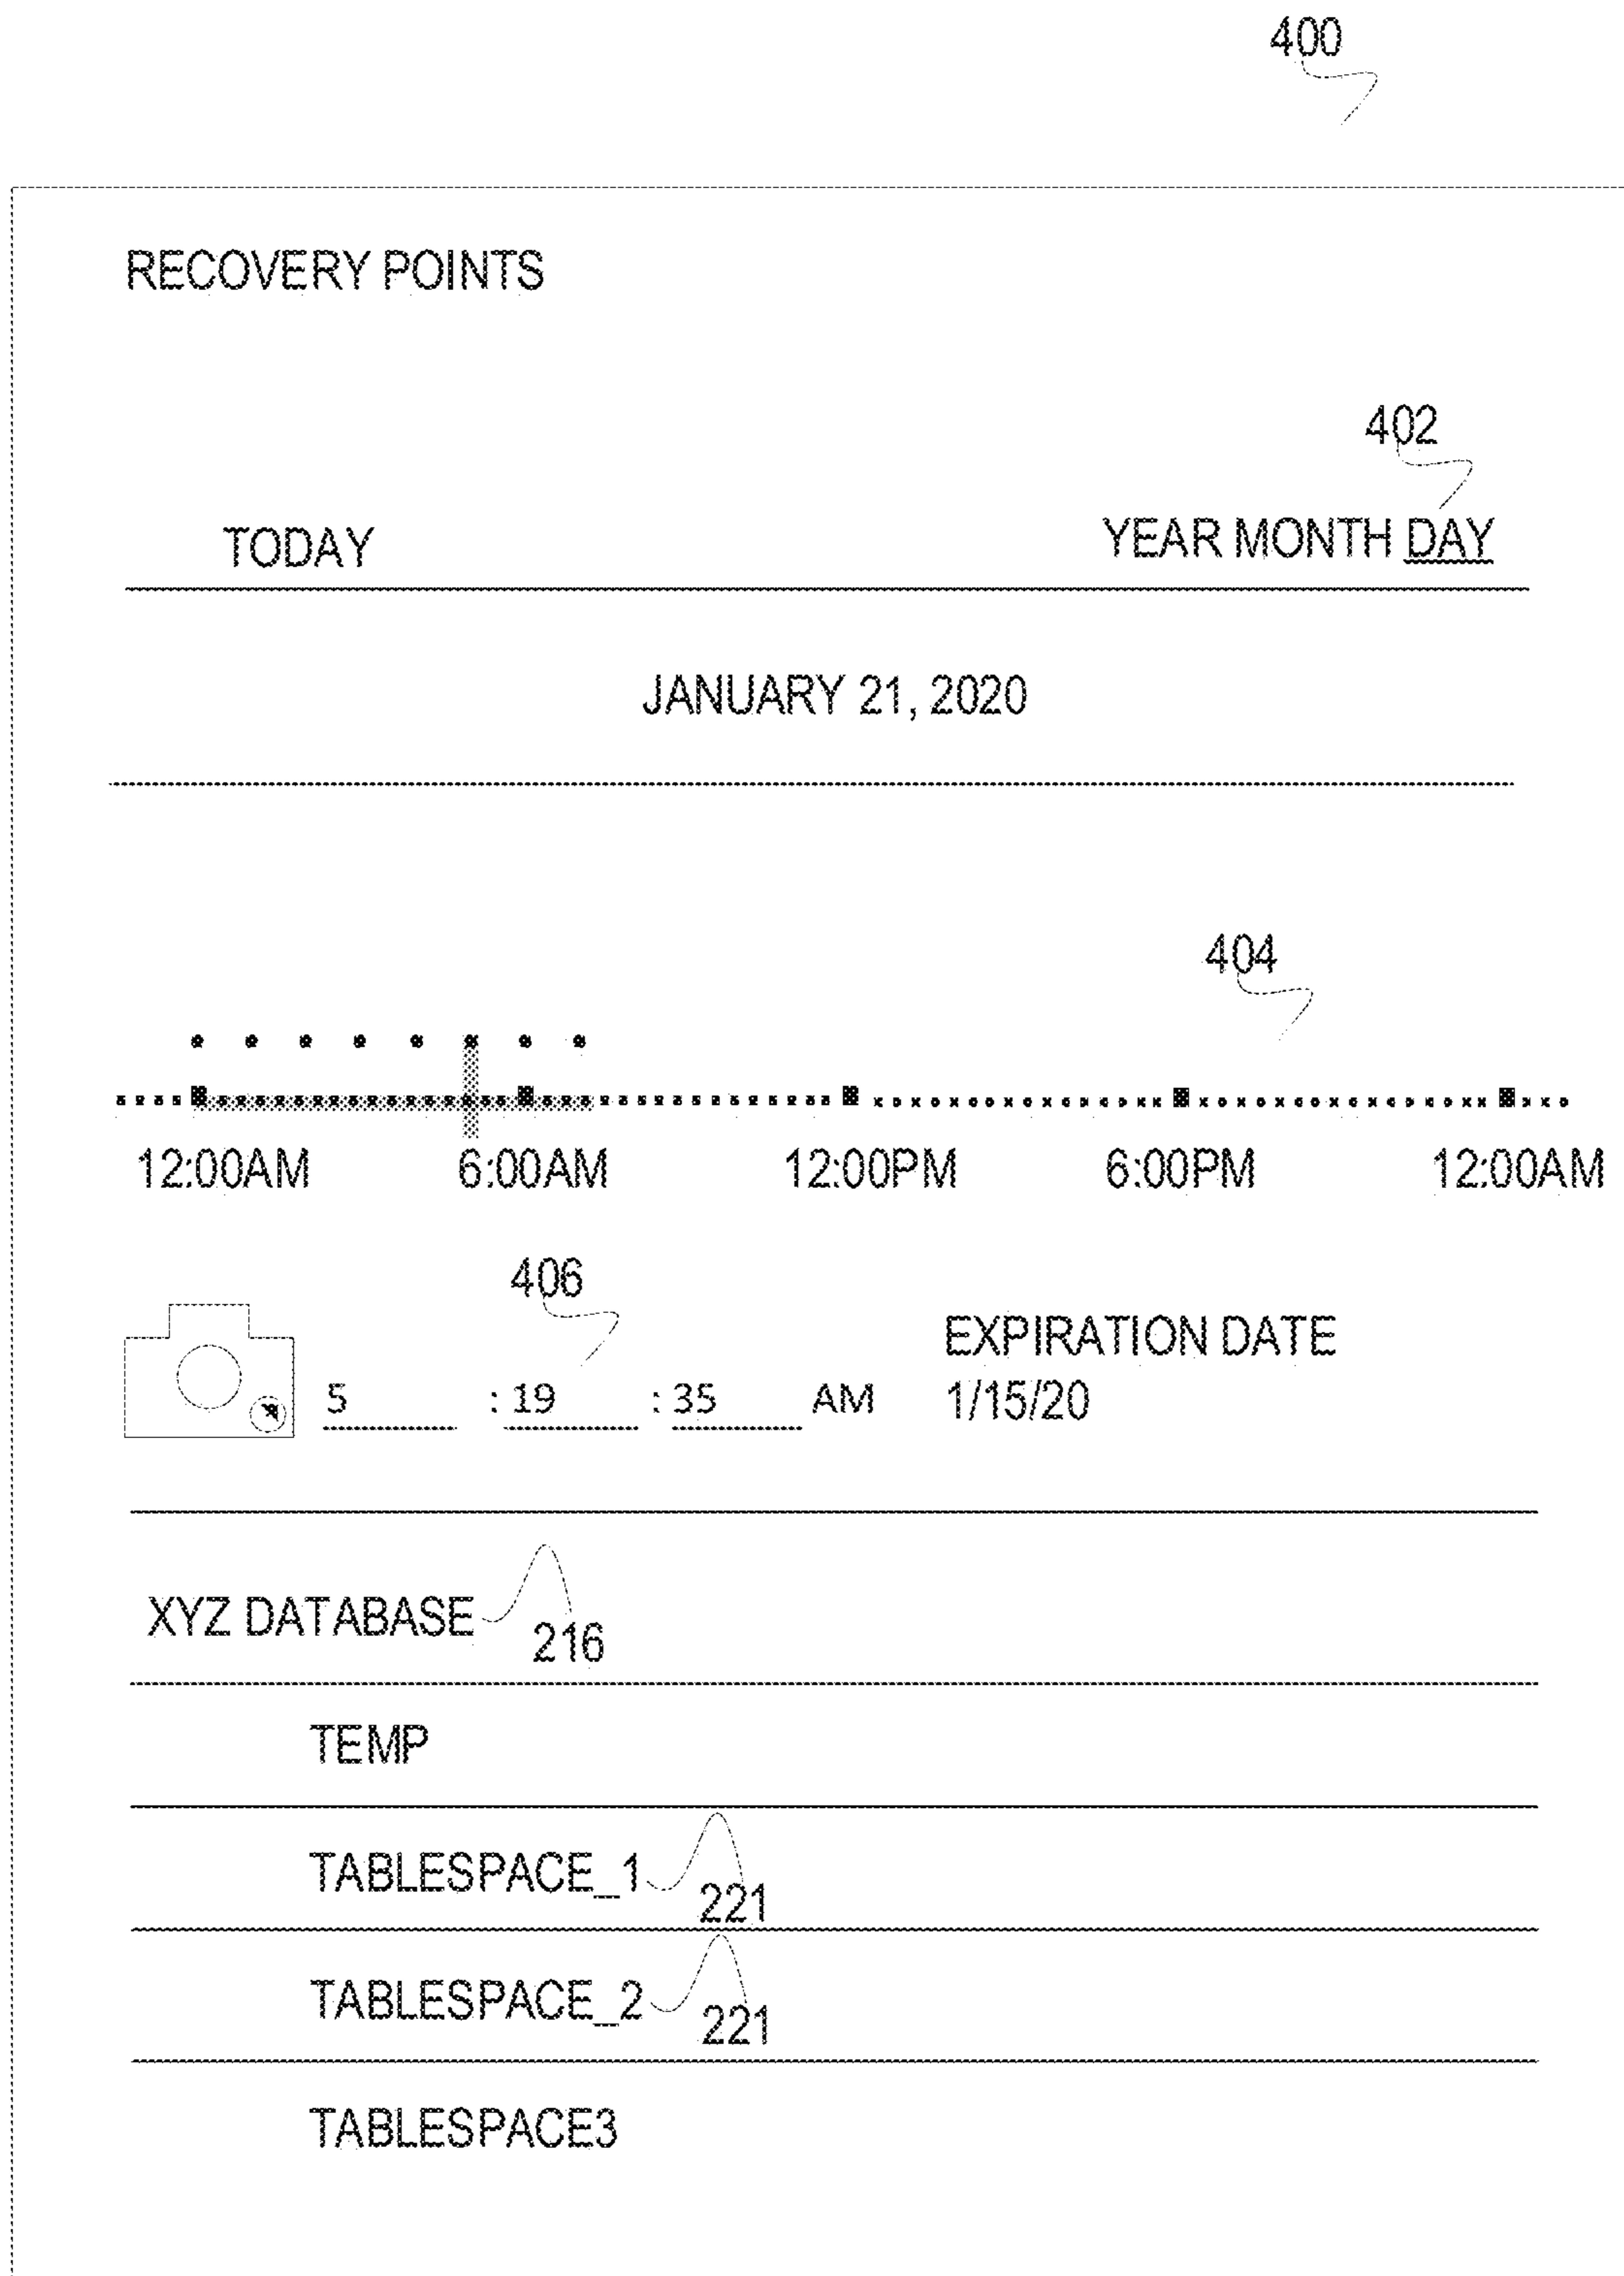 400
RECOVERY POINTS
402
TODAY YEAR MONTH DAY
JANUARY 21, 2020
404
12:00AM 6:00AM 12:00PM 6:00PM 12:00AM
406
EXPIRATION DATE
5 : 19 : 35 AM 1/15/20
XYZ DATABASE 216
TEMP
TABLESPACE_1 221
TABLESPACE_2 221
TABLESPACE3